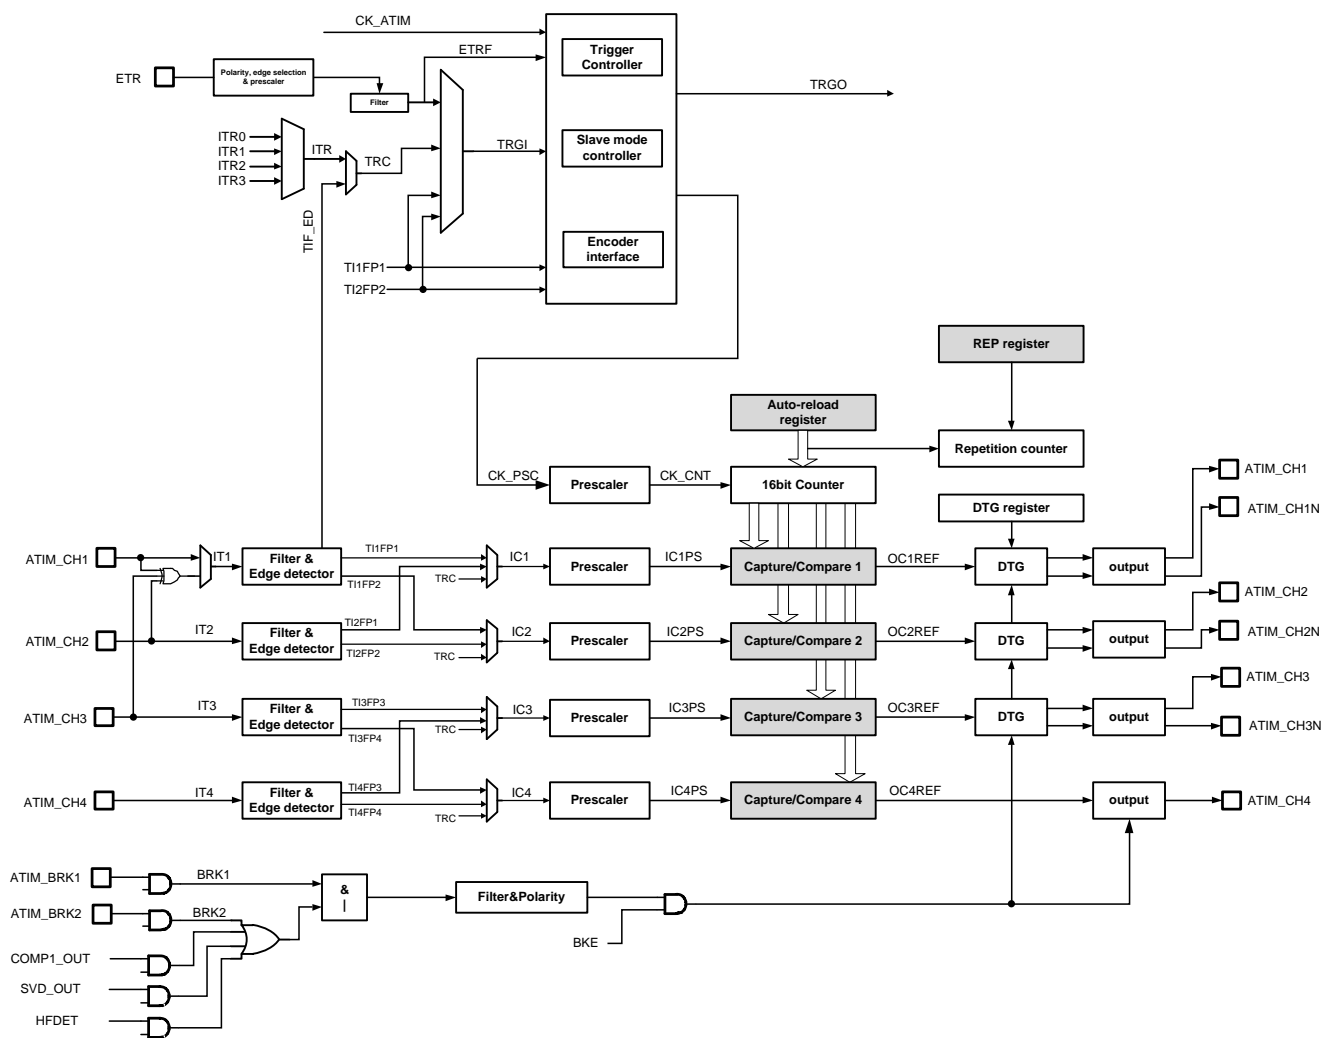 CK_ATIM
ETRF
ETR
Polarity, edge selection
& prescaler
Filter
Trigger
Controller
TRGO
ITR0
ITR1
ITR2
ITR3
ITR
TRC
TRGI
Slave mode
controller
TIF_ED
Encoder
interface
TI1FP1
TI2FP2
REP register
Auto-reload
register
Repetition counter
CK_PSC
Prescaler
CK_CNT
16bit Counter
DTG register
ATIM_CH1
ATIM_CH1N
ATIM_CH1
IT1
Filter &
Edge detector
TI1FP1
TI1FP2
TRC
IC1
Prescaler
IC1PS
Capture/Compare 1
OC1REF
DTG
output
ATIM_CH2
ATIM_CH2N
ATIM_CH2
IT2
Filter &
Edge detector
TI2FP1
TI2FP2
TRC
IC2
Prescaler
IC2PS
Capture/Compare 2
OC2REF
DTG
output
ATIM_CH3
ATIM_CH3N
ATIM_CH3
IT3
Filter &
Edge detector
TI3FP3
TI3FP4
TRC
IC3
Prescaler
IC3PS
Capture/Compare 3
OC3REF
DTG
output
ATIM_CH4
IT4
Filter &
Edge detector
TI4FP3
TI4FP4
TRC
IC4
Prescaler
IC4PS
Capture/Compare 4
OC4REF
output
ATIM_CH4
ATIM_BRK1
BRK1
&
|
Filter&Polarity
ATIM_BRK2
BRK2
BKE
COMP1_OUT
SVD_OUT
HFDET